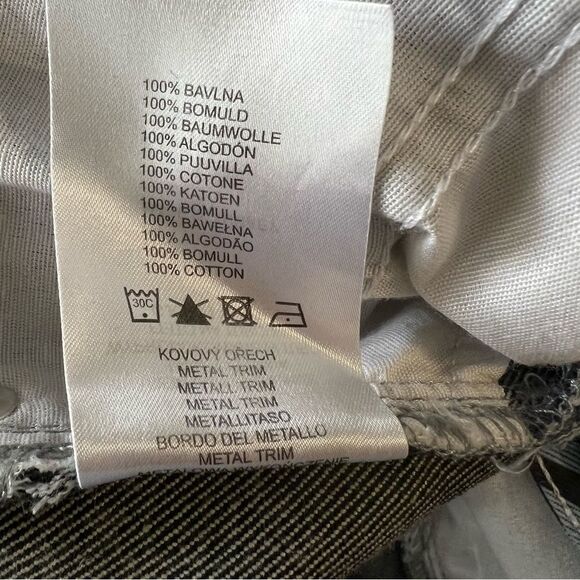 100% BAVLNA
100% BOMULD
100% BAUMWOLLE
100% ALGODÓN
100% PUUVILLA
100% COTONE
100% KATOEN
100% BOMULL
100% BAWEŁNA
100% ALGODÃO
100% BOMULL
100% COTTON
30C
KOVOVY OŘECH
METAL TRIM
METALL TRIM
METAL TRIM
METALLITASO
BORDO DEL METALLO
METAL TRIM